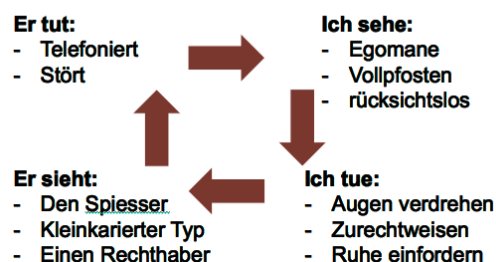 Er tut:
- Telefoniert
- Stört
Ich sehe:
- Egomane
- Vollpfosten
- rücksichtslos
Er sieht:
- Den Spiesser
- Kleinkarierter Typ
- Einen Rechthaber
Ich tue:
- Augen verdrehen
- Zurechtweisen
- Ruhe einfordern